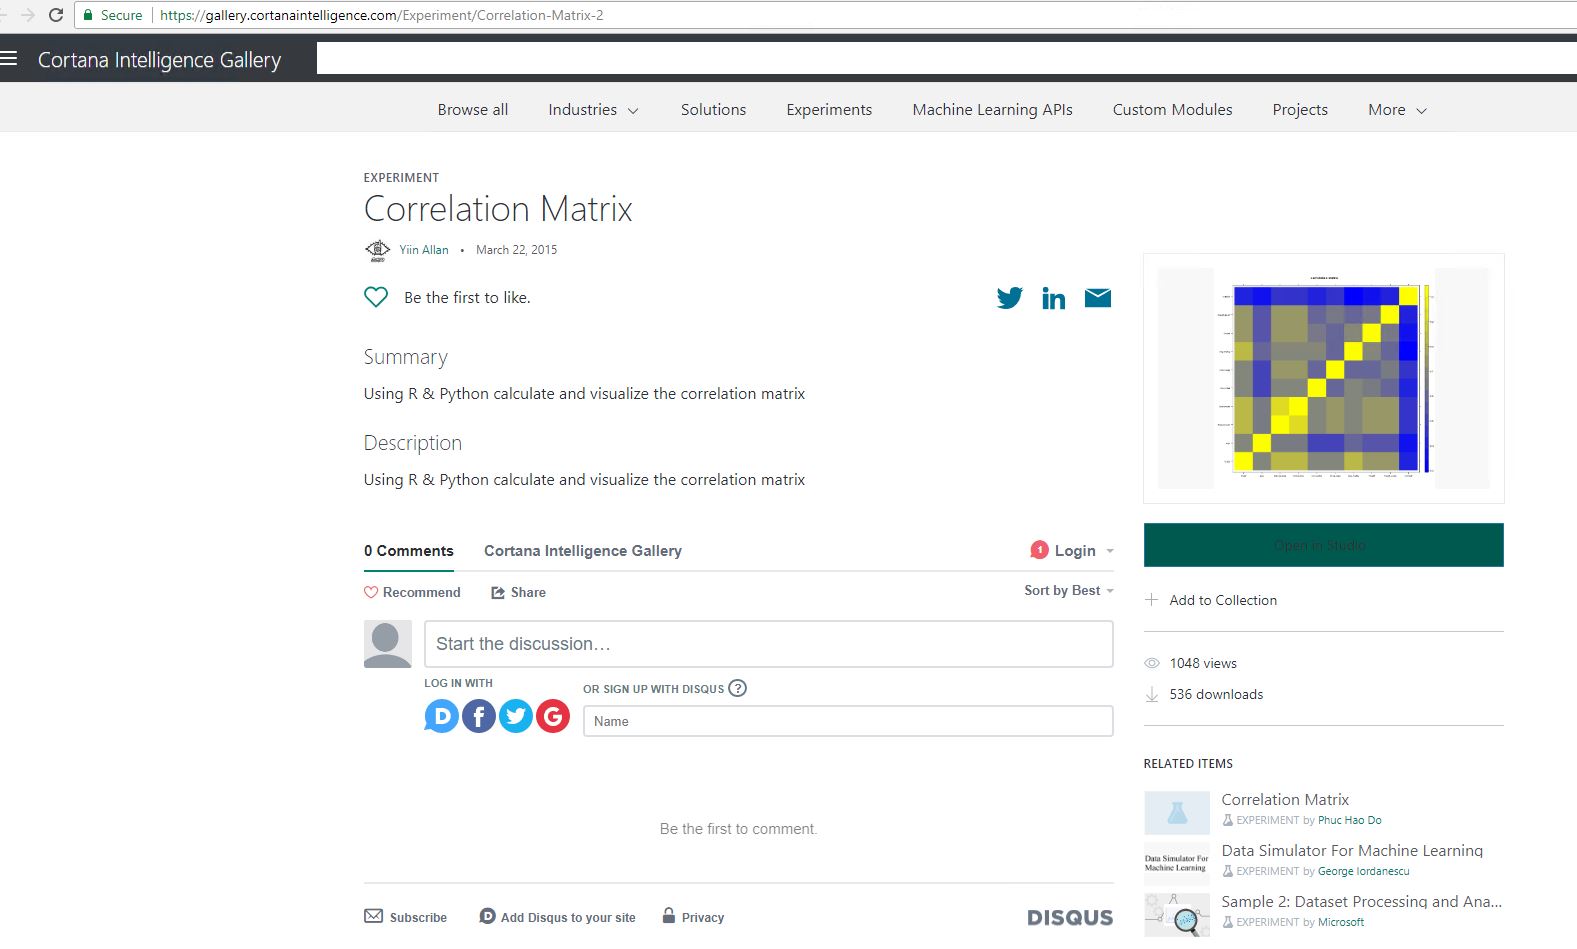 Secure https://gallery.cortanaintelligence.com/Experiment/Correlation-Matrix-2
Cortana Intelligence Gallery
Browse all Industries Solutions Experiments Machine Learning APIs Custom Modules Projects More
EXPERIMENT
Correlation Matrix
Yiin Allan • March 22, 2015
Be the first to like.
Summary
Using R & Python calculate and visualize the correlation matrix
Description
Using R & Python calculate and visualize the correlation matrix
0 Comments Cortana Intelligence Gallery 1 Login
Recommend Share Sort by Best
Start the discussion…
LOG IN WITH
OR SIGN UP WITH DISQUS ?
Name
Be the first to comment.
Subscribe Add Disqus to your site Privacy DISQUS
Open in Studio
Add to Collection
1048 views
536 downloads
RELATED ITEMS
Correlation Matrix
EXPERIMENT by Phuc Hao Do
Data Simulator For
Machine Learning
Data Simulator For Machine Learning
EXPERIMENT by George Iordanescu
Sample 2: Dataset Processing and Ana...
EXPERIMENT by Microsoft